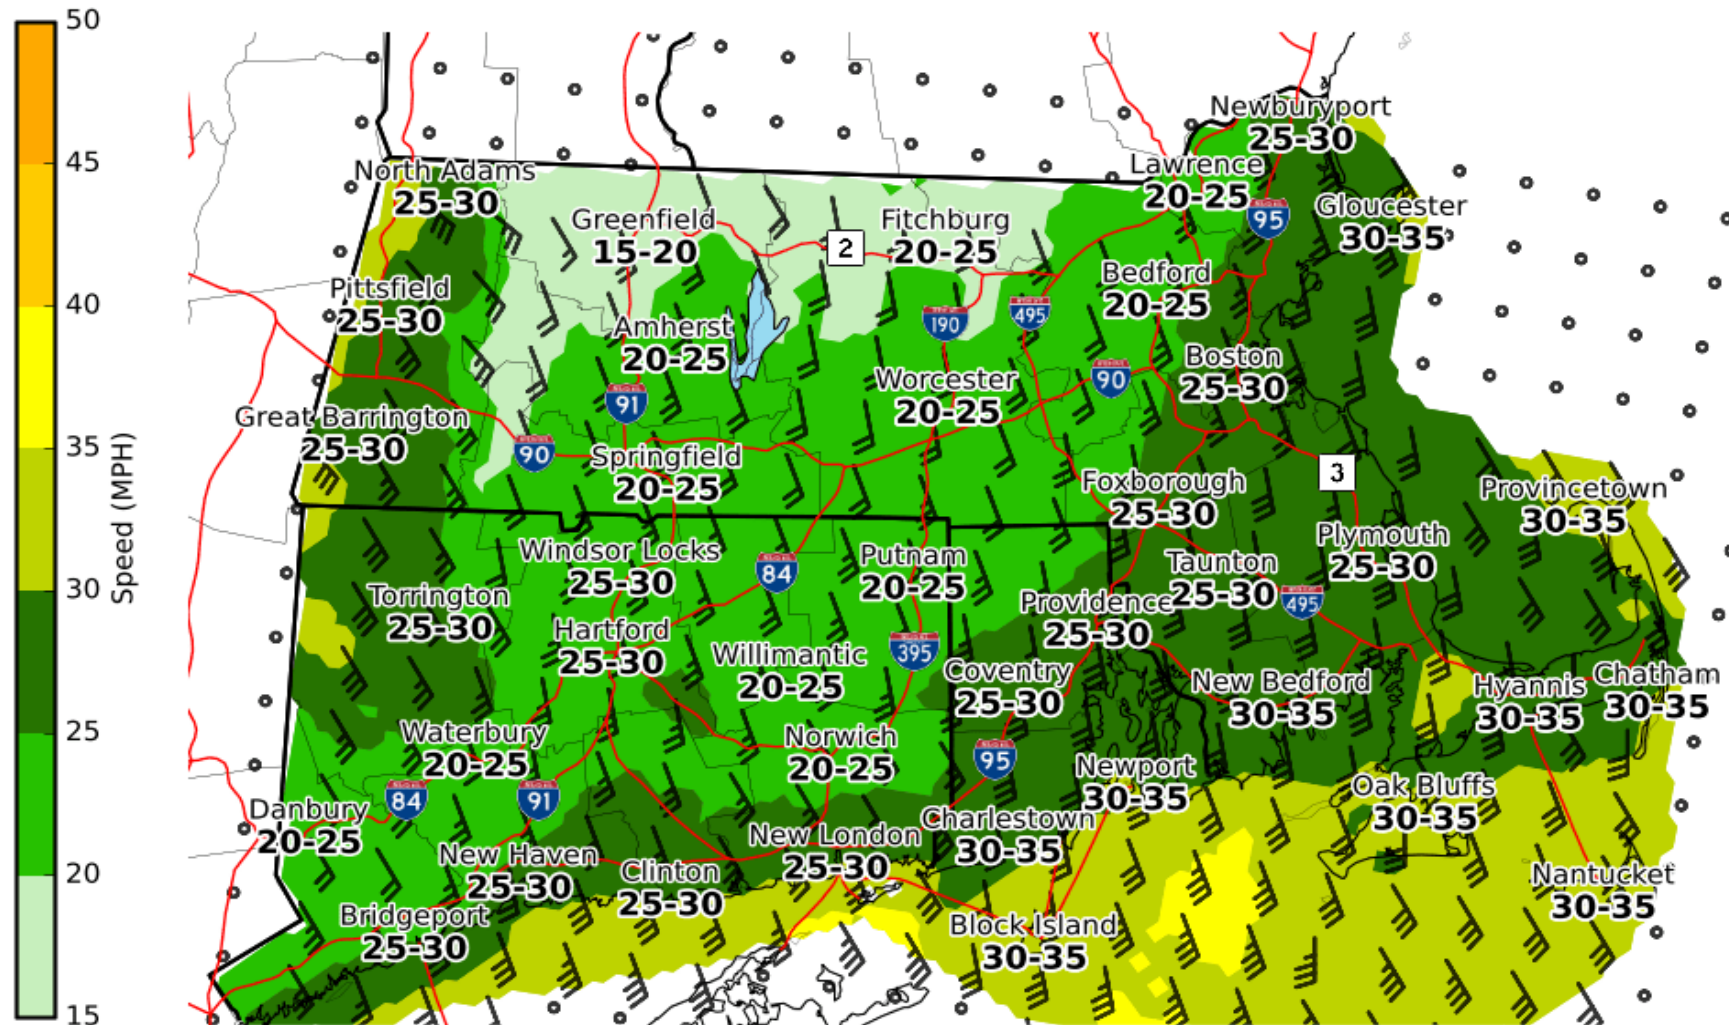 50
45
40
35
30
25
20
15
Speed (MPH)
Newburyport
25-30
North Adams
25-30
Lawrence
20-25
95
Gloucester
30-35
Greenfield
15-20
2
Fitchburg
20-25
Pittsfield
25-30
Bedford
20-25
Amherst
20-25
190
495
Boston
25-30
Worcester
20-25
90
91
Great Barrington
25-30
90
Springfield
20-25
3
Foxborough
25-30
Provincetown
30-35
Windsor Locks
25-30
84
Putnam
20-25
Taunton
25-30
Plymouth
25-30
495
Torrington
25-30
Providence
25-30
Hartford
25-30
395
Willimantic
20-25
Coventry
25-30
New Bedford
30-35
Hyannis
30-35
Chatham
30-35
Waterbury
20-25
Norwich
20-25
95
Newport
30-35
Oak Bluffs
30-35
84
91
Danbury
20-25
New London
25-30
Charlestown
30-35
New Haven
25-30
Clinton
25-30
Nantucket
30-35
Bridgeport
25-30
Block Island
30-35